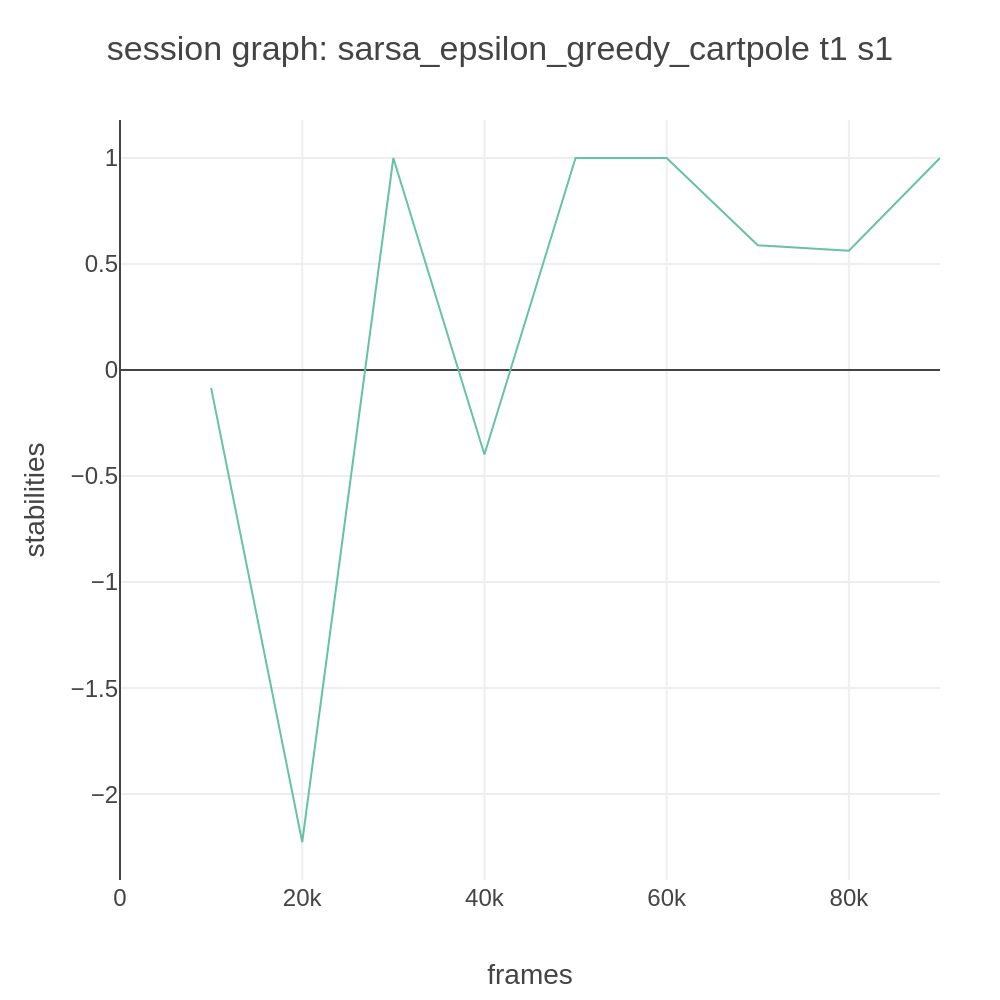 session graph: sarsa_epsilon_greedy_cartpole t1 s1
1
0.5
0
−0.5
−1
−1.5
−2
stabilities
0
20k
40k
60k
80k
frames